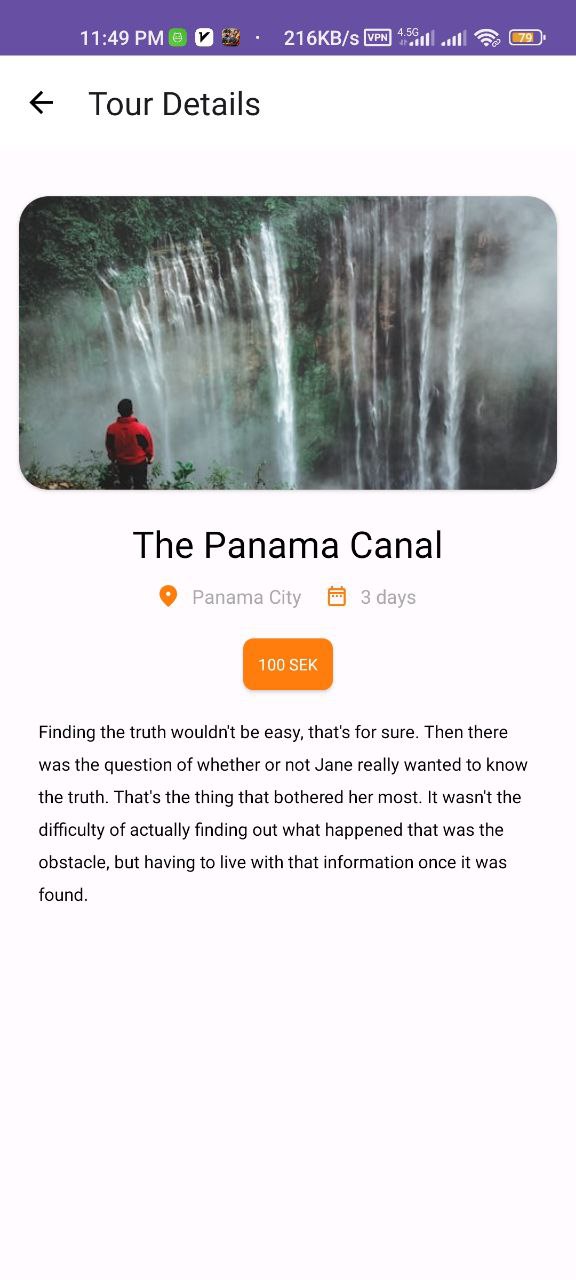 11:49 PM · 216KB/s VPN 4.5G 79
Tour Details
The Panama Canal
Panama City 3 days
100 SEK
Finding the truth wouldn't be easy, that's for sure. Then there
was the question of whether or not Jane really wanted to know
the truth. That's the thing that bothered her most. It wasn't the
difficulty of actually finding out what happened that was the
obstacle, but having to live with that information once it was
found.